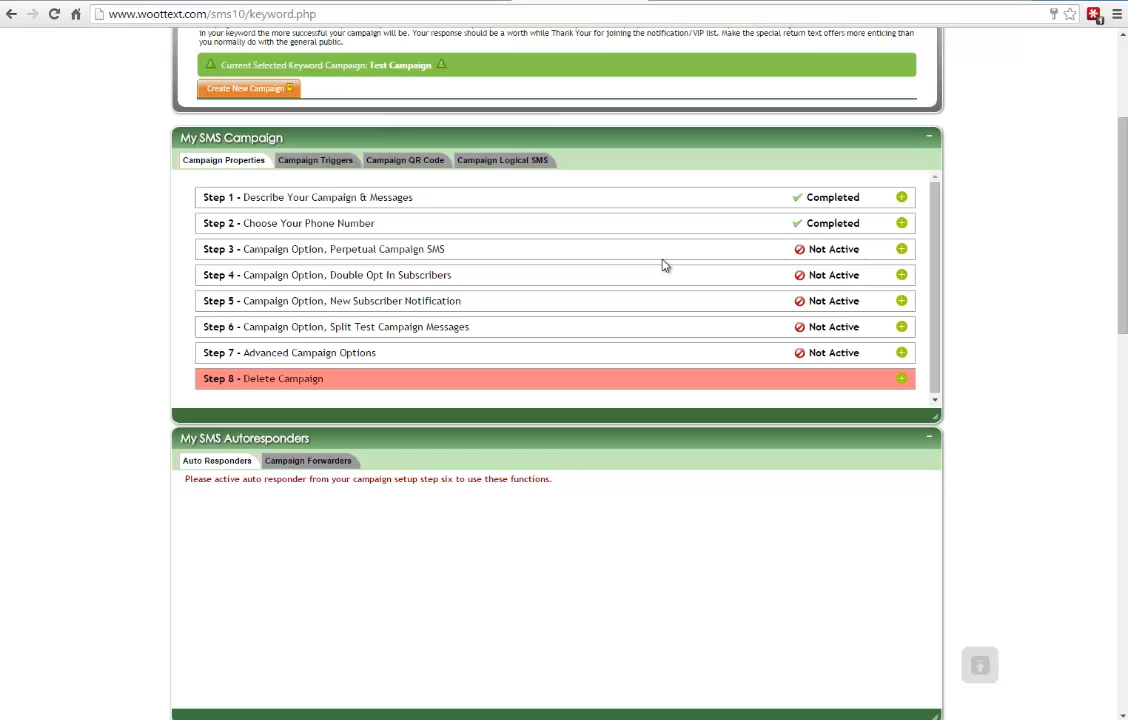 www.woottext.com/sms10/keyword.php
in your keyword the more successful your campaign will be. Your response should be a worth while Thank Your for joining the notification/VIP list. Make the special return text offers more enticing than
you normally do with the general public.
Current Selected Keyword Campaign: Test Campaign
Create New Campaign
My SMS Campaign
Campaign Properties Campaign Triggers Campaign QR Code Campaign Logical SMS
Step 1 - Describe Your Campaign & Messages Completed
Step 2 - Choose Your Phone Number Completed
Step 3 - Campaign Option, Perpetual Campaign SMS Not Active
Step 4 - Campaign Option, Double Opt In Subscribers Not Active
Step 5 - Campaign Option, New Subscriber Notification Not Active
Step 6 - Campaign Option, Split Test Campaign Messages Not Active
Step 7 - Advanced Campaign Options Not Active
Step 8 - Delete Campaign
My SMS Autoresponders
Auto Responders Campaign Forwarders
Please active auto responder from your campaign setup step six to use these functions.